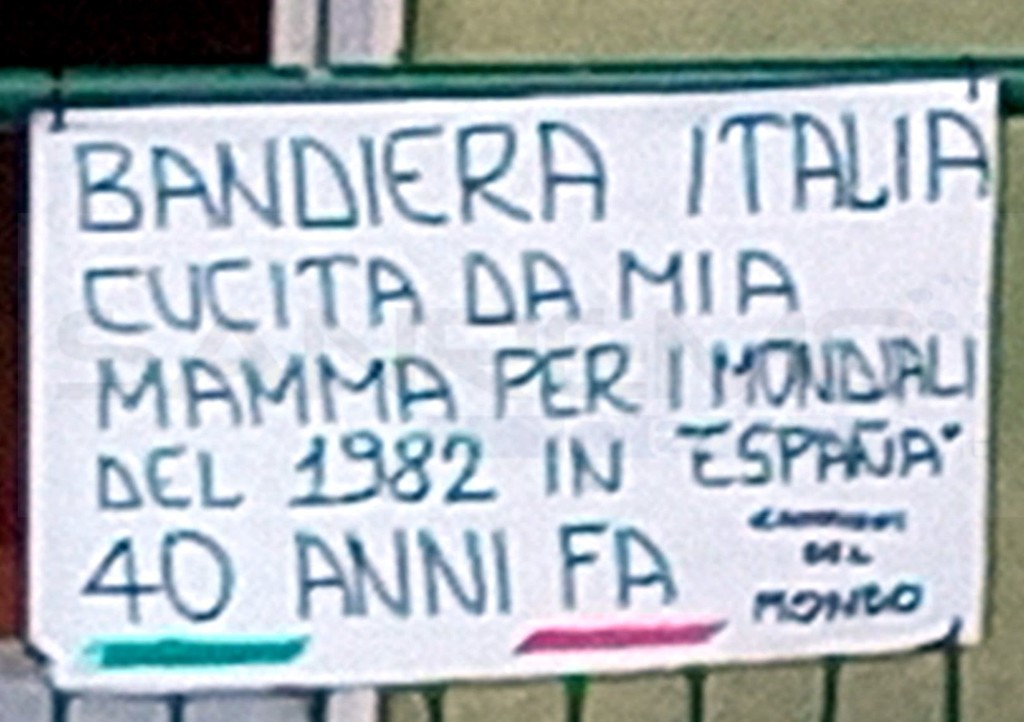 BANDIERA ITALIA
CUCITA DA MIA
MAMMA PER I MONDIALI
DEL 1982 IN "ESPAÑA"
40 ANNI FA
CAMPIONI
DEL
MONDO